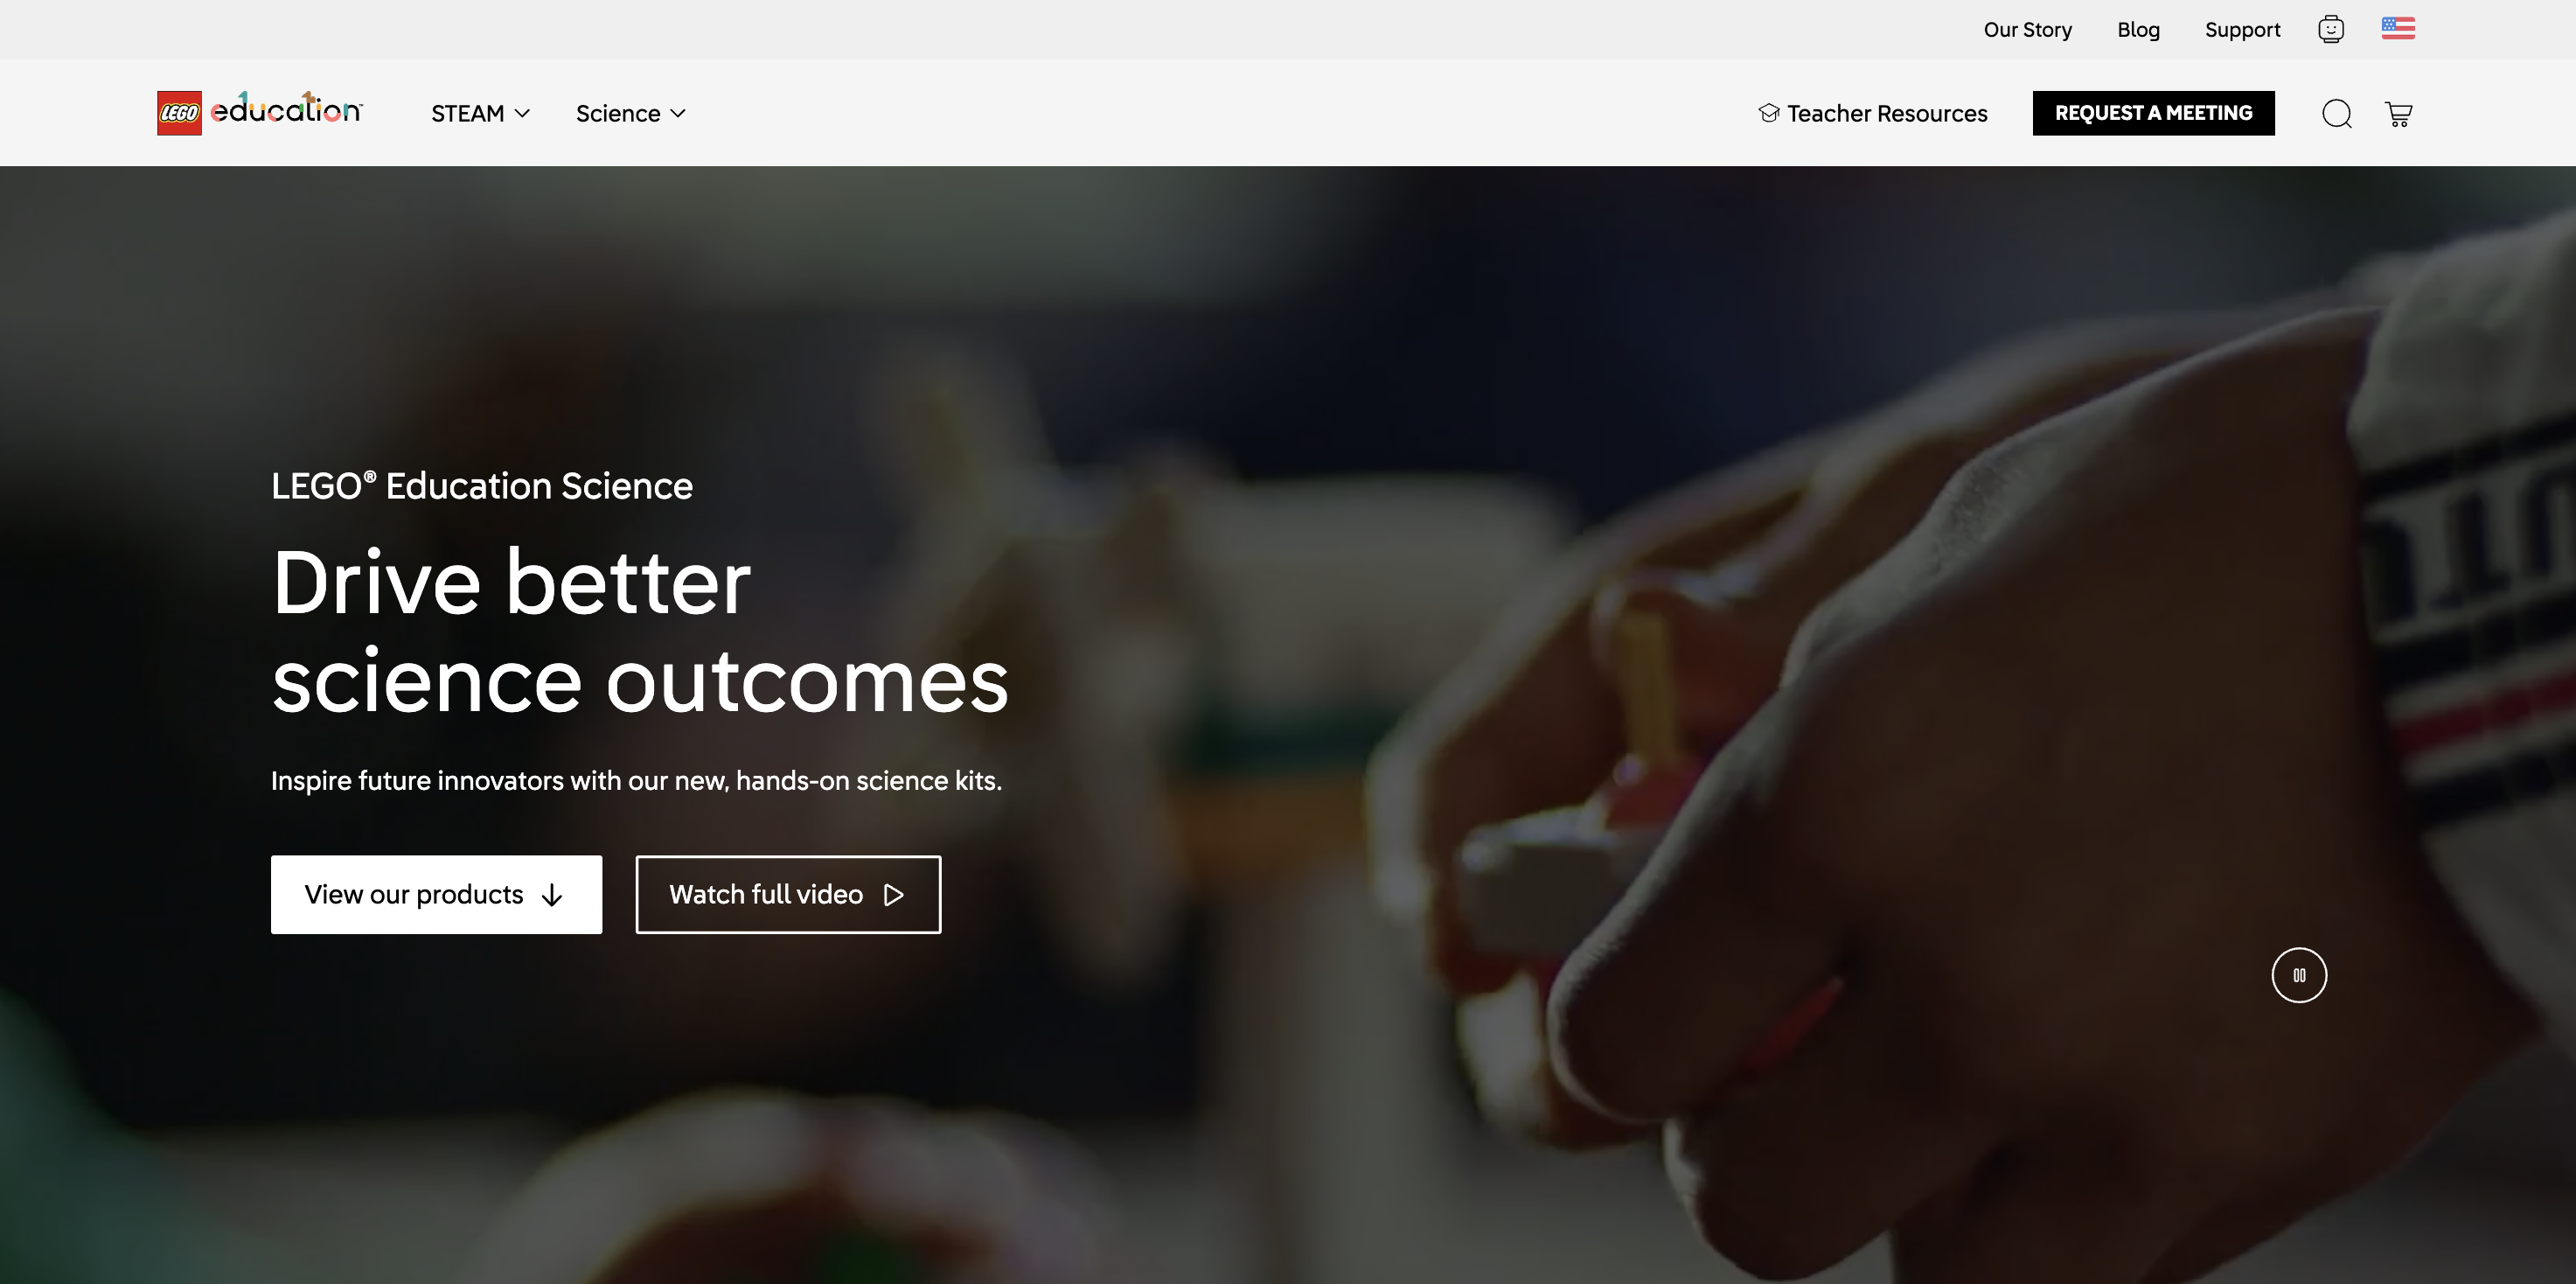 Our Story Blog Support
LEGO education™ STEAM Science Teacher Resources REQUEST A MEETING
LEGO® Education Science
Drive better
science outcomes
Inspire future innovators with our new, hands-on science kits.
View our products Watch full video